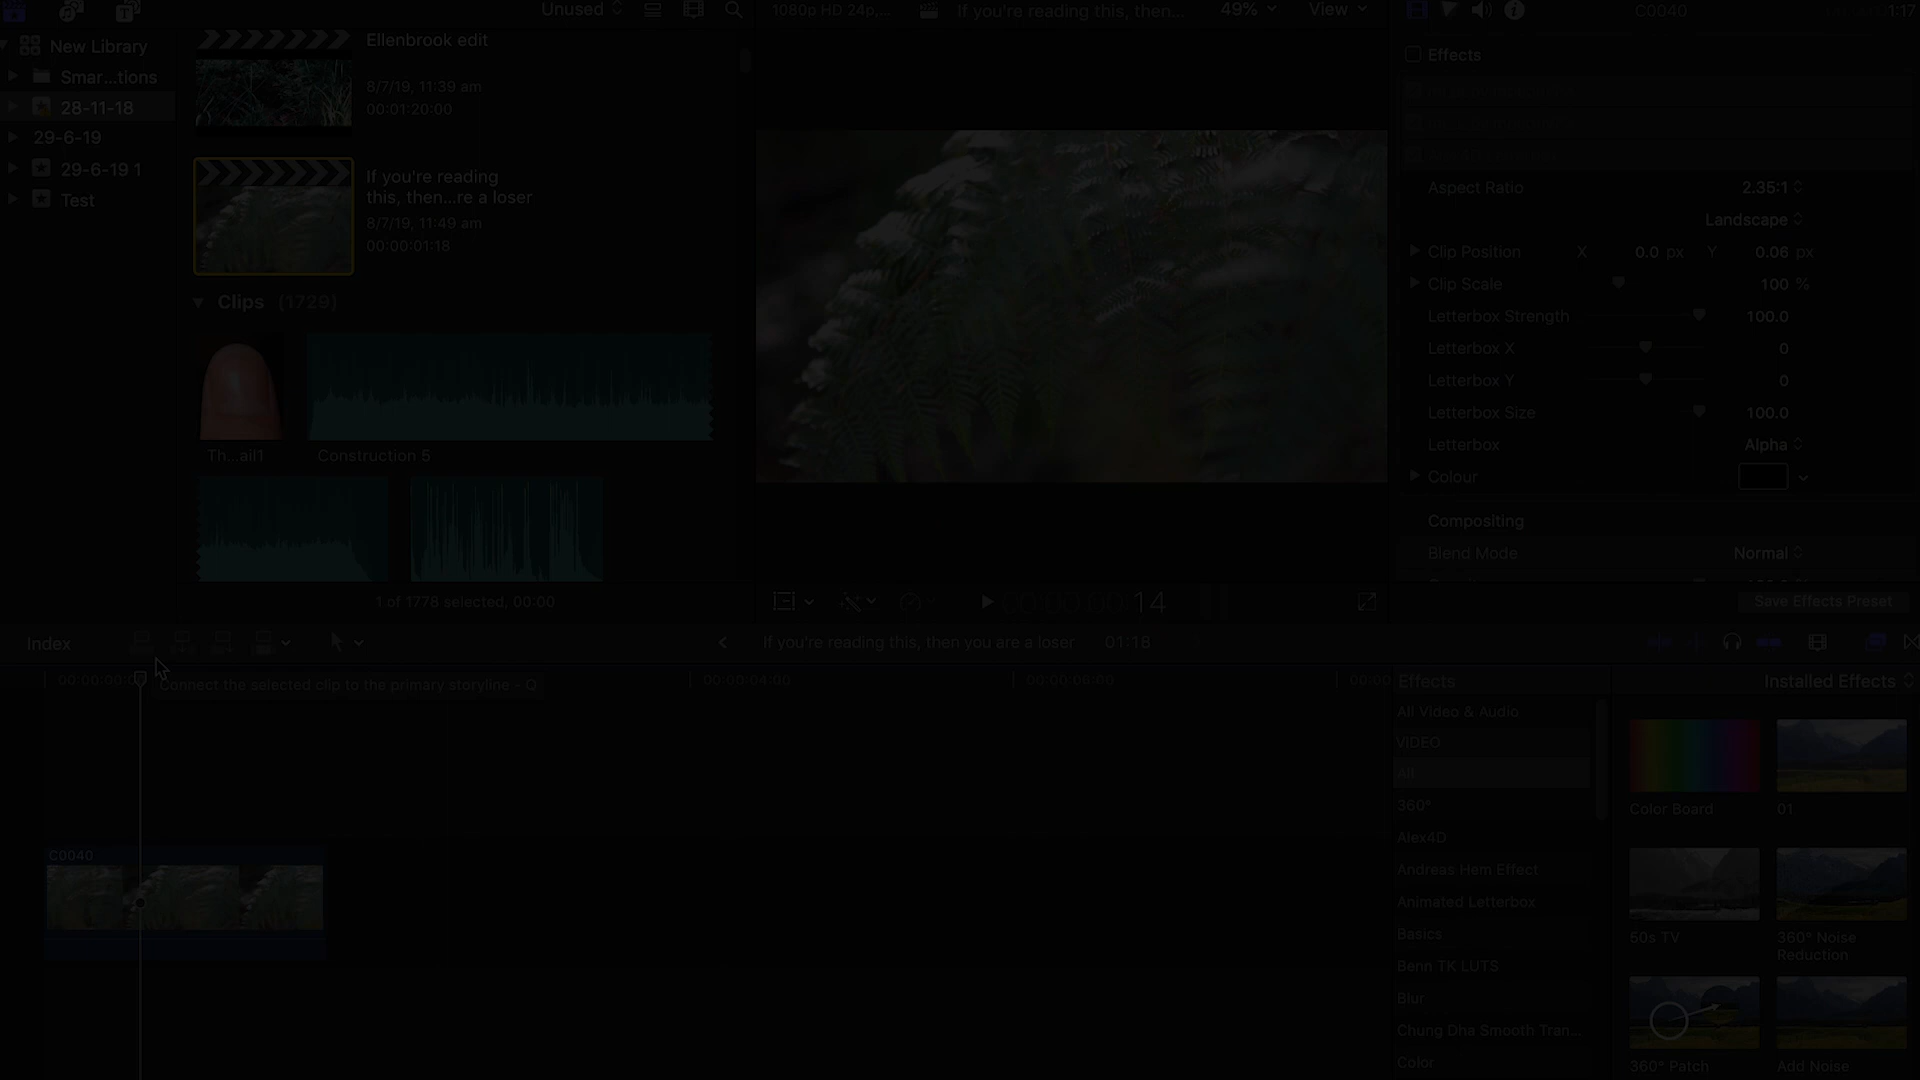 Unused
1080p HD 24p,...
If you're reading this, then...
49%
View
C0040
1:17
New Library
Smar...tions
28-11-18
29-6-19
29-6-19 1
Test
Ellenbrook edit
8/7/19, 11:39 am
00:01:20:00
If you're reading
this, then...re a loser
8/7/19, 11:49 am
00:00:01:18
Clips (1729)
Th...ail1
Construction 5
1 of 1778 selected, 00:00
Effects
Aspect Ratio 2.35:1
Landscape
Clip Position X 0.0 px Y 0.06 px
Clip Scale 100 %
Letterbox Strength 100.0
Letterbox X 0
Letterbox Y 0
Letterbox Size 100.0
Letterbox Alpha
Colour
Compositing
Blend Mode Normal
Save Effects Preset
00:00:00:14
Index
If you're reading this, then you are a loser 01:18
Connect the selected clip to the primary storyline - Q
00:00:04:00
00:00:06:00
C0040
Effects
Installed Effects
All Video & Audio
VIDEO
All
360°
Alex4D
Andreas Hem Effect
Animated Letterbox
Basics
Benn TK LUTS
Blur
Chung Dha Smooth Tran...
Color
Color Board
01
50s TV
360° Noise
Reduction
360° Patch
Add Noise